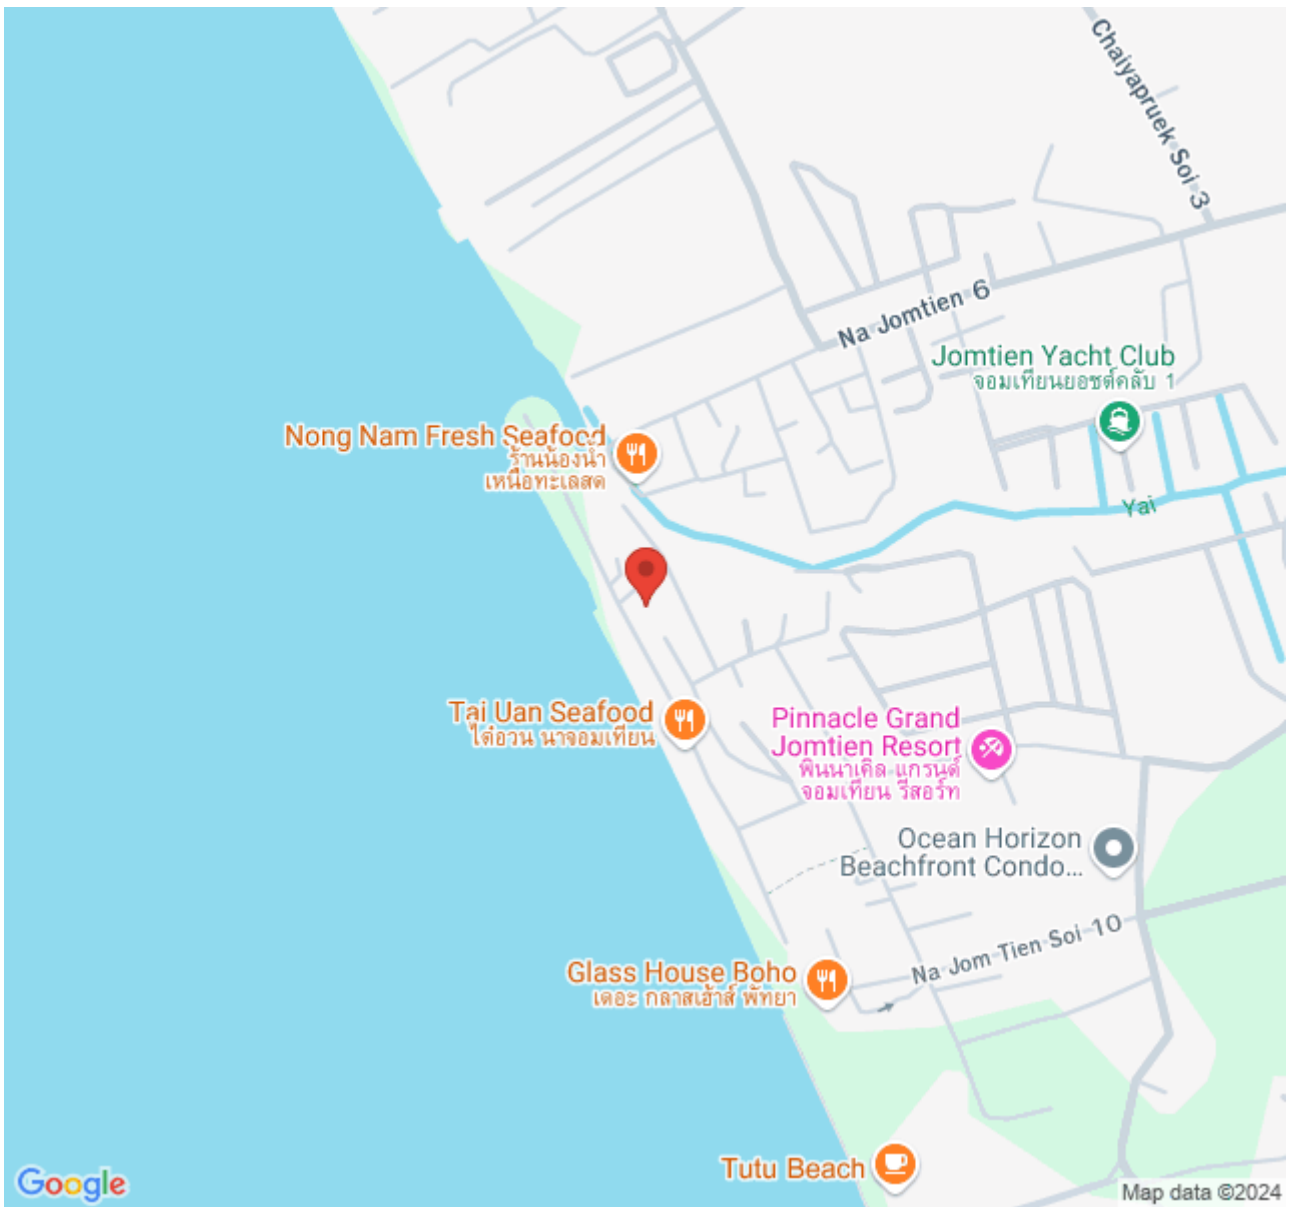 Chaiyapruek Soi 3
Na Jomtien 6
Jomtien Yacht Club
จอมเทียนยอชต์คลับ 1
Nong Nam Fresh Seafood
ร้านน้องน้ำ
เหนือทะเลสด
Yai
Tai Uan Seafood
ไต๋อวน นาจอมเทียน
Pinnacle Grand
Jomtien Resort
พินนาเคิล แกรนด์
จอมเทียน รีสอร์ท
Ocean Horizon
Beachfront Condo...
Na Jom Tien Soi 10
Glass House Boho
เดอะ กลาสเฮ้าส์ พัทยา
Tutu Beach
Google
Map data ©2024